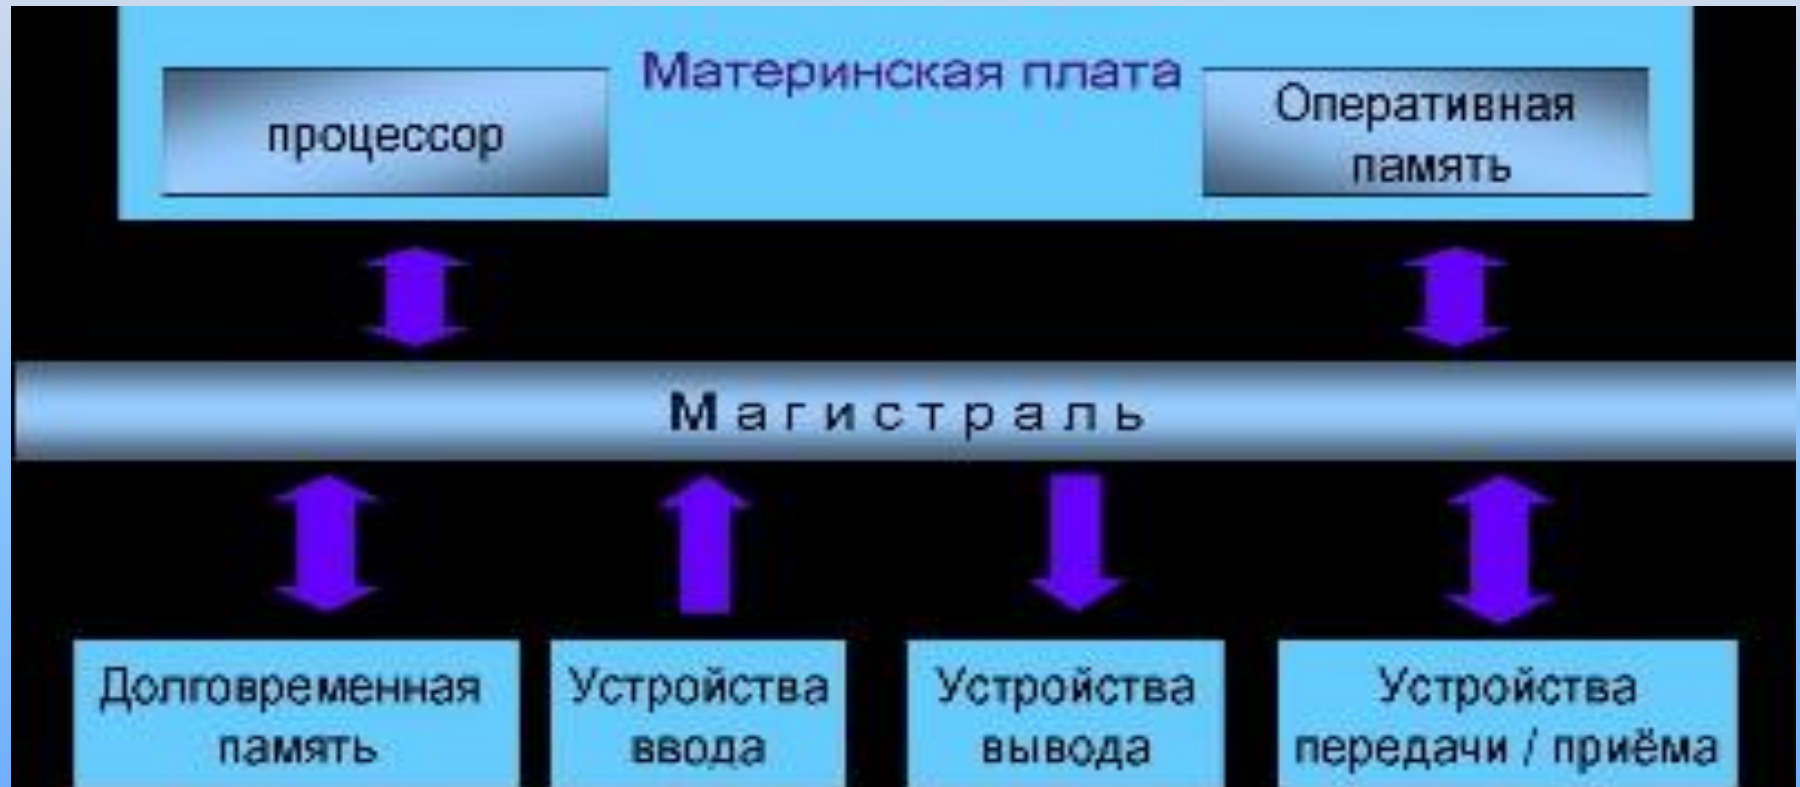 Материнская плата
процессор
Оперативная
память
Магистраль
Долговременная
память
Устройства
ввода
Устройства
вывода
Устройства
передачи / приёма